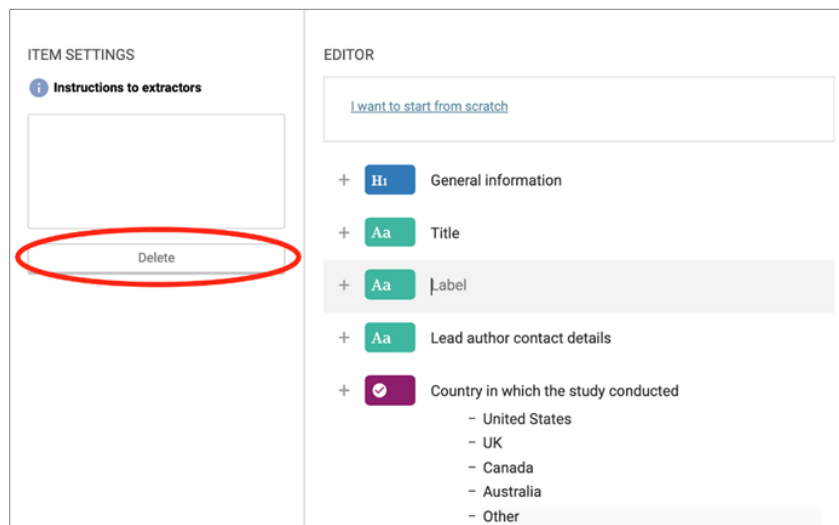 ITEM SETTINGS
i Instructions to extractors
Delete
EDITOR
I want to start from scratch
+ H1 General information
+ Aa Title
+ Aa Label
+ Aa Lead author contact details
+ Country in which the study conducted
– United States
– UK
– Canada
– Australia
– Other